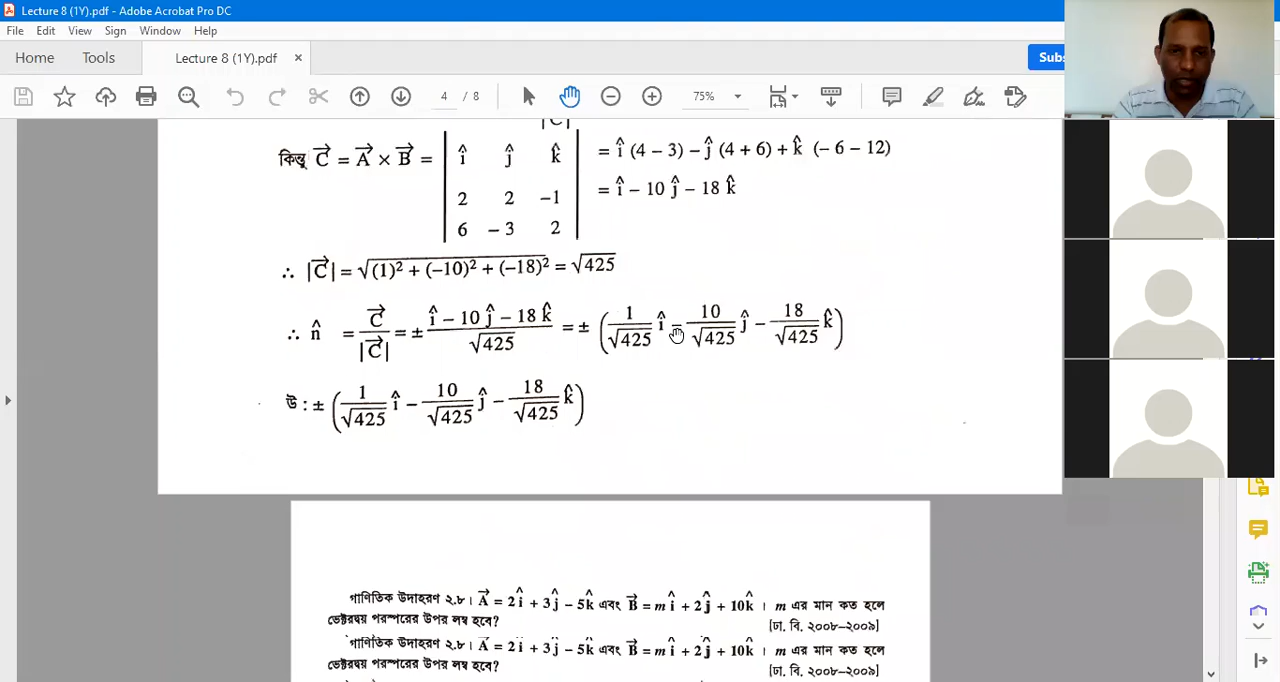 Lecture 8 (1Y).pdf - Adobe Acrobat Pro DC
File Edit View Sign Window Help
Home Tools Lecture 8 (1Y).pdf × Subs
4 / 8 75%
|C|
কিন্তু C⃗ = A⃗ × B⃗ = | î ĵ k̂ | = î (4 − 3) − ĵ (4 + 6) + k̂ (− 6 − 12)
2 2 −1 = î − 10 ĵ − 18 k̂
6 − 3 2
∴ |C⃗| = √(1)² + (−10)² + (−18)² = √425
∴ n̂ = C⃗/|C⃗| = ± (î − 10 ĵ − 18 k̂)/√425 = ± (1/√425 î − 10/√425 ĵ − 18/√425 k̂)
উ : ± (1/√425 î − 10/√425 ĵ − 18/√425 k̂)
গাণিতিক উদাহরণ ২.৮। A⃗ = 2î + 3ĵ − 5k̂ এবং B⃗ = mî + 2ĵ + 10k̂ । m এর মান কত হলে
ভেক্টরদ্বয় পরস্পরের উপর লম্ব হবে? [ঢা. বি. ২০০৮–২০০৯]
গাণিতিক উদাহরণ ২.৮। A⃗ = 2î + 3ĵ − 5k̂ এবং B⃗ = mî + 2ĵ + 10k̂ । m এর মান কত হলে
ভেক্টরদ্বয় পরস্পরের উপর লম্ব হবে? [ঢা. বি. ২০০৮–২০০৯]